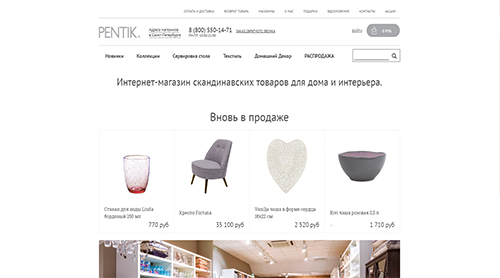 ОПЛАТА И ДОСТАВКА ВОЗВРАТ ТОВАРА МАГАЗИНЫ О НАС ПОДАРКИ ВДОХНОВЕНИЕ КОНТАКТЫ АКЦИИ
PENTIK.
Адреса магазинов
в Санкт-Петербурге
8 (800) 550-14-71
ЗАКАЗ ОБРАТНОГО ЗВОНКА
ВОЙТИ
0 РУБ.
Новинки Коллекции Сервировка стола Текстиль Домашний Декор РАСПРОДАЖА
Интернет-магазин скандинавских товаров для дома и интерьера.
Вновь в продаже
Стакан для воды Linda
бордовый 290 мл
770 руб
Кресло Fortuna
35 100 руб
Vanilja чаша в форме сердца
18x22 см
2 520 руб
Kivi чаша розовая 0,5 л
1 710 руб